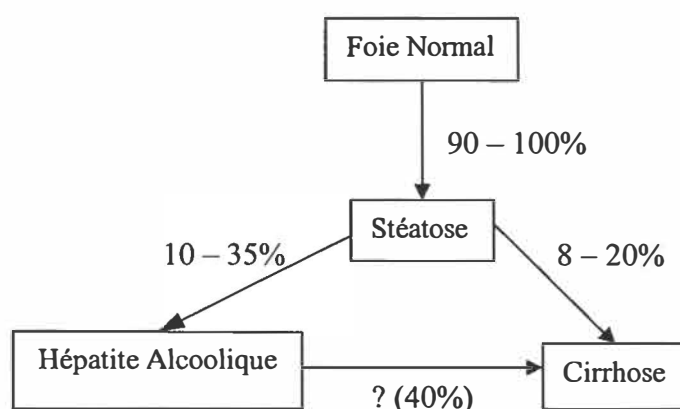 Foie Normal
90 – 100%
Stéatose
10 – 35%
8 – 20%
Hépatite Alcoolique
Cirrhose
? (40%)